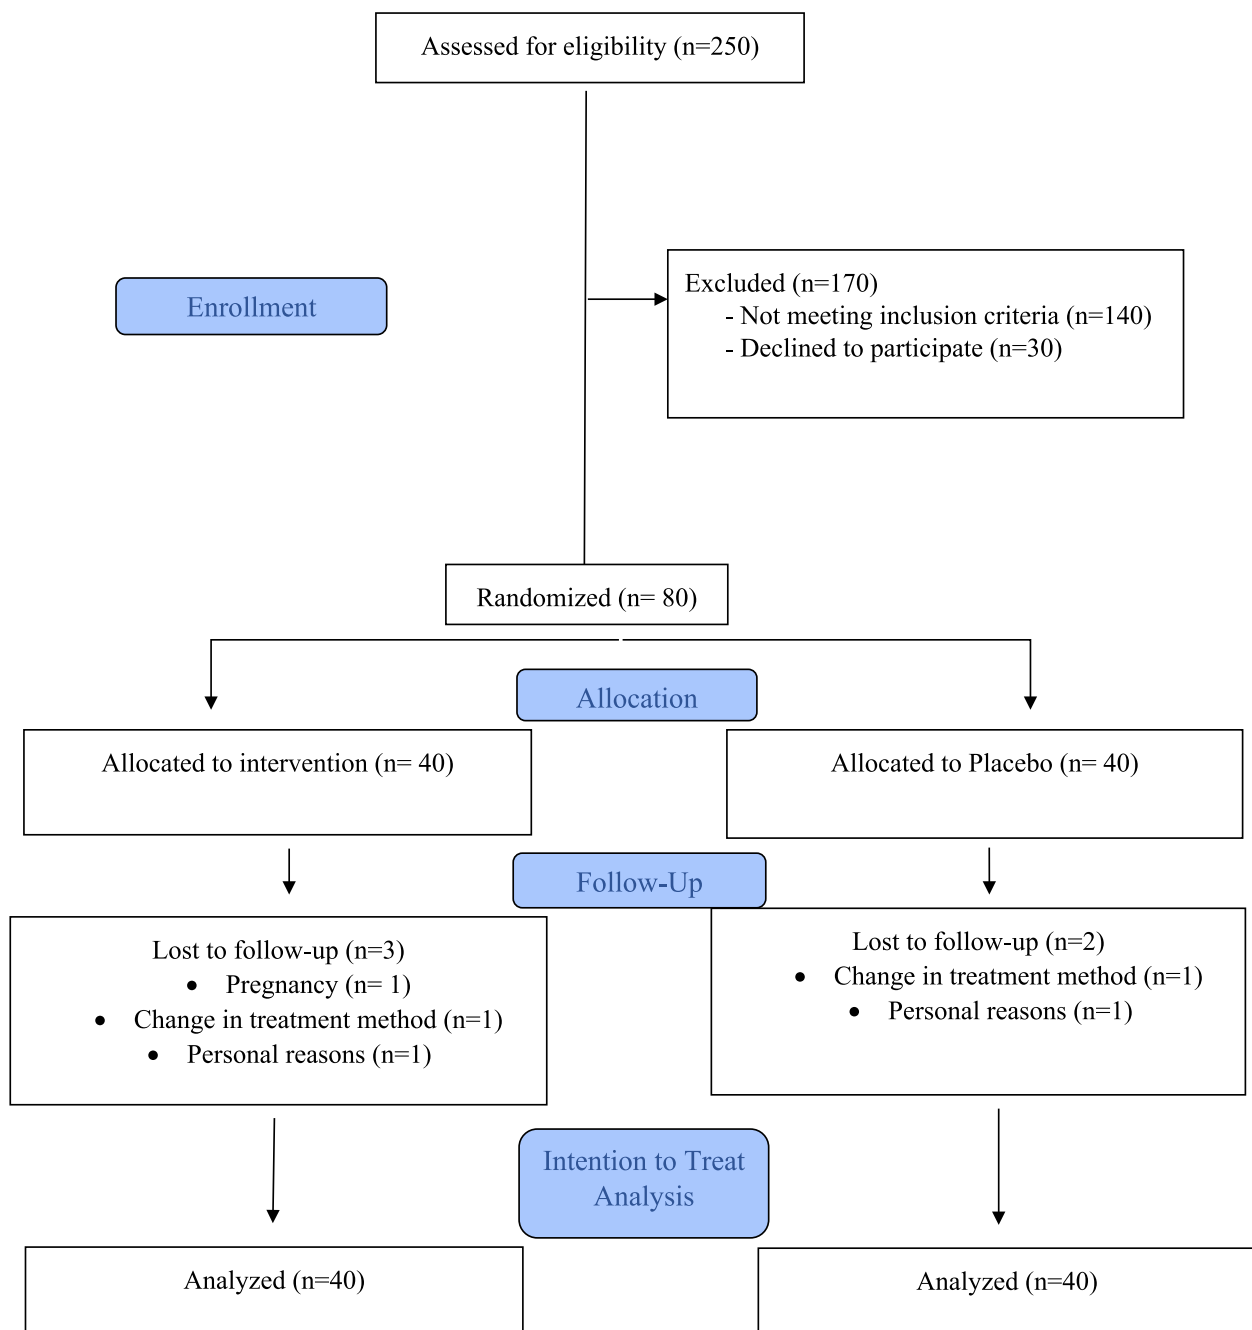 Assessed for eligibility (n=250)
Enrollment
Excluded (n=170)
- Not meeting inclusion criteria (n=140)
- Declined to participate (n=30)
Randomized (n= 80)
Allocation
Allocated to intervention (n= 40)
Allocated to Placebo (n= 40)
Follow-Up
Lost to follow-up (n=3)
• Pregnancy (n= 1)
• Change in treatment method (n=1)
• Personal reasons (n=1)
Lost to follow-up (n=2)
• Change in treatment method (n=1)
• Personal reasons (n=1)
Intention to Treat
Analysis
Analyzed (n=40)
Analyzed (n=40)